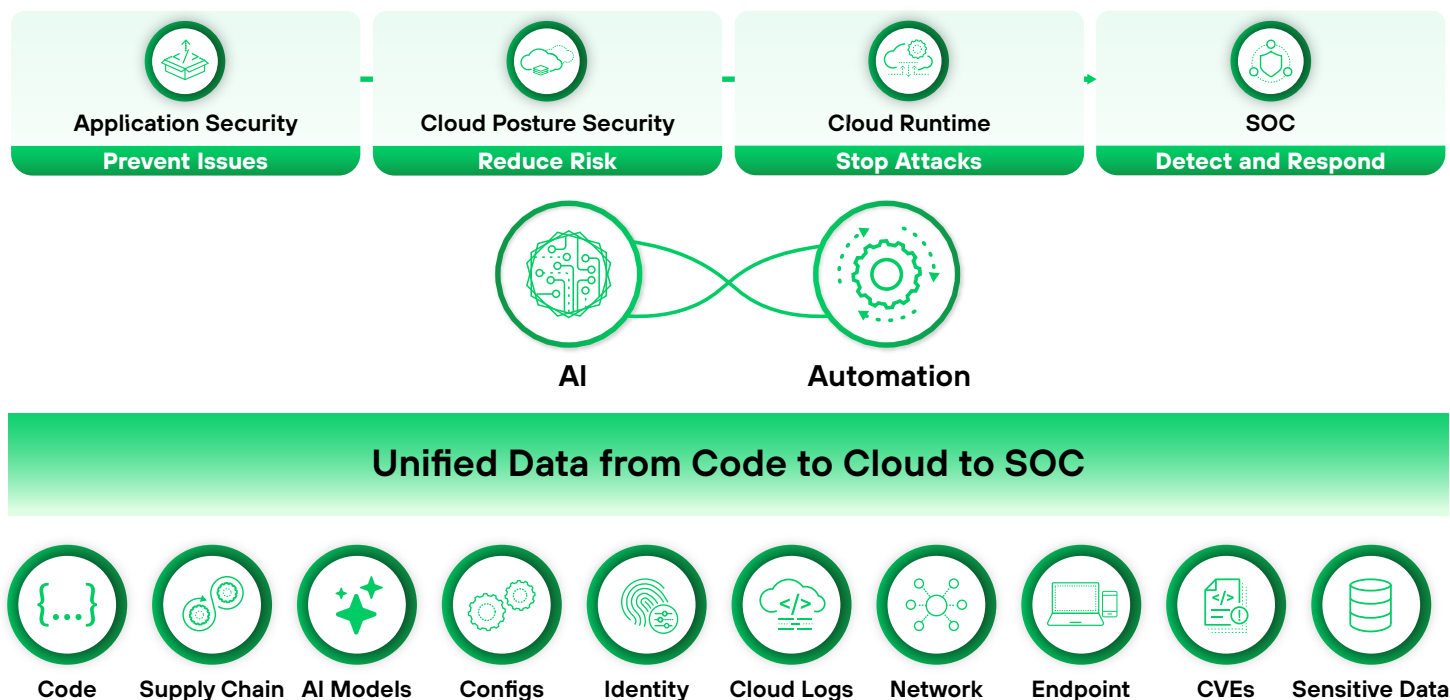 Application Security
Prevent Issues
Cloud Posture Security
Reduce Risk
Cloud Runtime
Stop Attacks
SOC
Detect and Respond
</>
</>
AI
Automation
Unified Data from Code to Cloud to SOC
{...}
</>
</>
Code
Supply Chain
AI Models
Configs
Identity
Cloud Logs
Network
Endpoint
CVEs
Sensitive Data